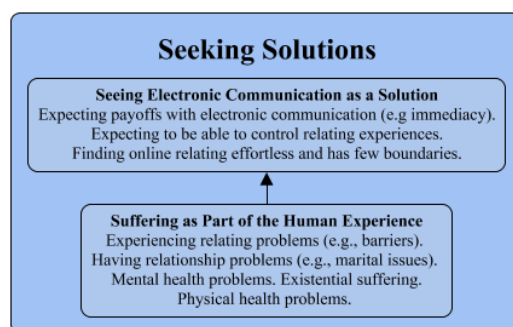 Seeking Solutions
Seeing Electronic Communication as a Solution
Expecting payoffs with electronic communication (e.g immediacy).
Expecting to be able to control relating experiences.
Finding online relating effortless and has few boundaries.
Suffering as Part of the Human Experience
Experiencing relating problems (e.g., barriers).
Having relationship problems (e.g., marital issues).
Mental health problems. Existential suffering.
Physical health problems.